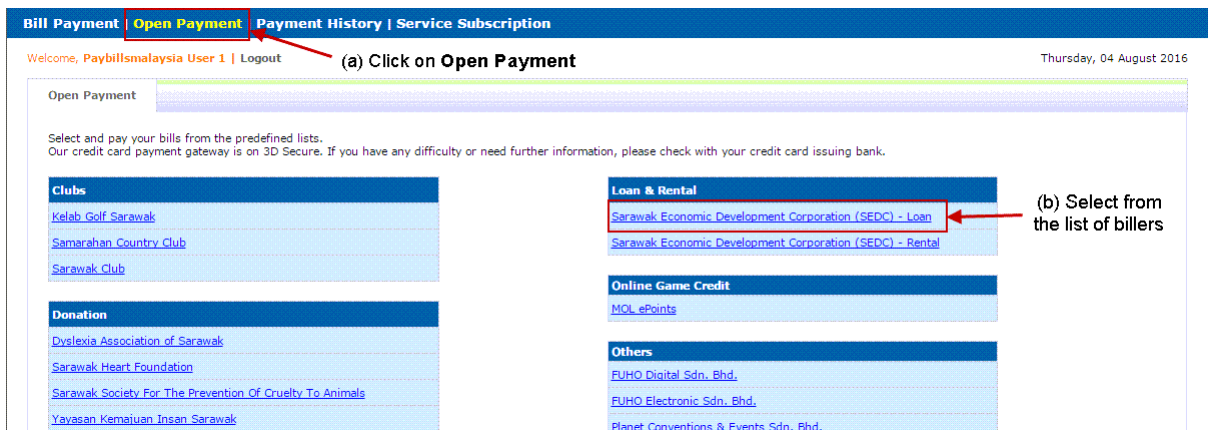 Bill Payment | Open Payment | Payment History | Service Subscription
Welcome, Paybillsmalaysia User 1 | Logout
(a) Click on Open Payment
Thursday, 04 August 2016
Open Payment
Select and pay your bills from the predefined lists.
Our credit card payment gateway is on 3D Secure. If you have any difficulty or need further information, please check with your credit card issuing bank.
Clubs
Kelab Golf Sarawak
Samarahan Country Club
Sarawak Club
Donation
Dyslexia Association of Sarawak
Sarawak Heart Foundation
Sarawak Society For The Prevention Of Cruelty To Animals
Yayasan Kemajuan Insan Sarawak
Loan & Rental
Sarawak Economic Development Corporation (SEDC) - Loan
Sarawak Economic Development Corporation (SEDC) - Rental
(b) Select from
the list of billers
Online Game Credit
MOL ePoints
Others
FUHO Digital Sdn. Bhd.
FUHO Electronic Sdn. Bhd.
Planet Conventions & Events Sdn. Bhd.